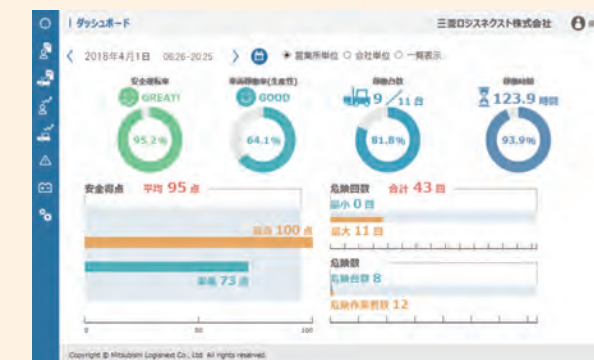 ダッシュボード
三菱ロジスネクスト株式会社
2018年4月1日 0626-2025
営業所単位 会社単位 一覧表示
安全運転率 車両稼働率(生産性) 稼働台数 稼働時間
GREAT! GOOD 9/11台 123.9 時間
95.2% 64.1% 81.8% 93.9%
安全得点 平均 95 点
最高 100 点
最低 73 点
0 50 100
危険回数 合計 43 回
最小 0 回
最大 11 回
危険数
危険台数 8
危険作業者数 12
Copyright © Mitsubishi Logisnext Co., Ltd. All rights reserved.